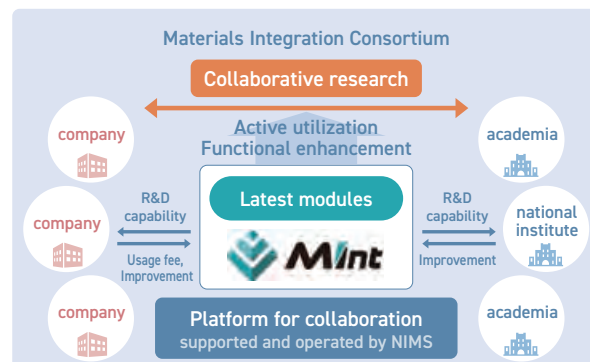 Materials Integration Consortium
Collaborative research
company
Active utilization
Functional enhancement
academia
company
R&D
capability
Usage fee,
Improvement
Latest modules
MInt
R&D
capability
Improvement
national
institute
company
Platform for collaboration
supported and operated by NIMS
academia